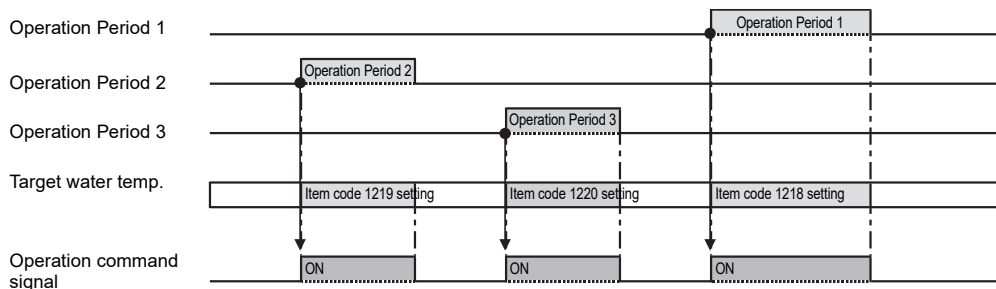 Operation Period 1
Operation Period 1
Operation Period 2
Operation Period 2
Operation Period 3
Operation Period 3
Target water temp.
Item code 1219 setting
Item code 1220 setting
Item code 1218 setting
Operation command
signal
ON
ON
ON